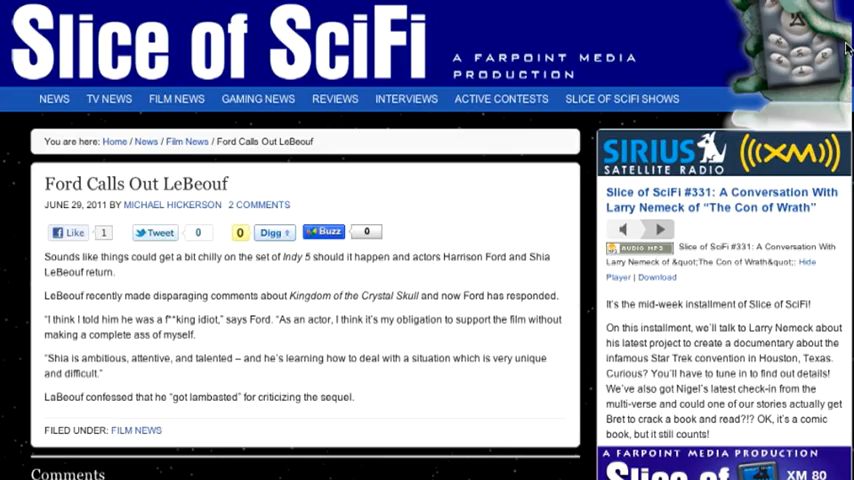 Slice of SciFi
A FARPOINT MEDIA
PRODUCTION
NEWS TV NEWS FILM NEWS GAMING NEWS REVIEWS INTERVIEWS ACTIVE CONTESTS SLICE OF SCIFI SHOWS
You are here: Home / News / Film News / Ford Calls Out LeBeouf
Ford Calls Out LeBeouf
JUNE 29, 2011 BY MICHAEL HICKERSON 2 COMMENTS
Like 1 Tweet 0 0 Digg Buzz 0
Sounds like things could get a bit chilly on the set of Indy 5 should it happen and actors Harrison Ford and Shia
LeBeouf return.
LeBeouf recently made disparaging comments about Kingdom of the Crystal Skull and now Ford has responded.
“I think I told him he was a f**king idiot,” says Ford. “As an actor, I think it’s my obligation to support the film without
making a complete ass of myself.
“Shia is ambitious, attentive, and talented – and he’s learning how to deal with a situation which is very unique
and difficult.”
LaBeouf confessed that he “got lambasted” for criticizing the sequel.
FILED UNDER: FILM NEWS
Comments
SIRIUS XM
SATELLITE RADIO
Slice of SciFi #331: A Conversation With
Larry Nemeck of “The Con of Wrath”
AUDIO MP3 Slice of SciFi #331: A Conversation With
Larry Nemeck of &quot;The Con of Wrath&quot;: Hide
Player | Download
It’s the mid-week installment of Slice of SciFi!
On this installment, we’ll talk to Larry Nemeck about
his latest project to create a documentary about the
infamous Star Trek convention in Houston, Texas.
Curious? You’ll have to tune in to find out details!
We’ve also got Nigel’s latest check-in from the
multi-verse and could one of our stories actually get
Bret to crack a book and read?!? OK, it’s a comic
book, but it still counts!
A FARPOINT MEDIA PRODUCTION
Slice of XM 80